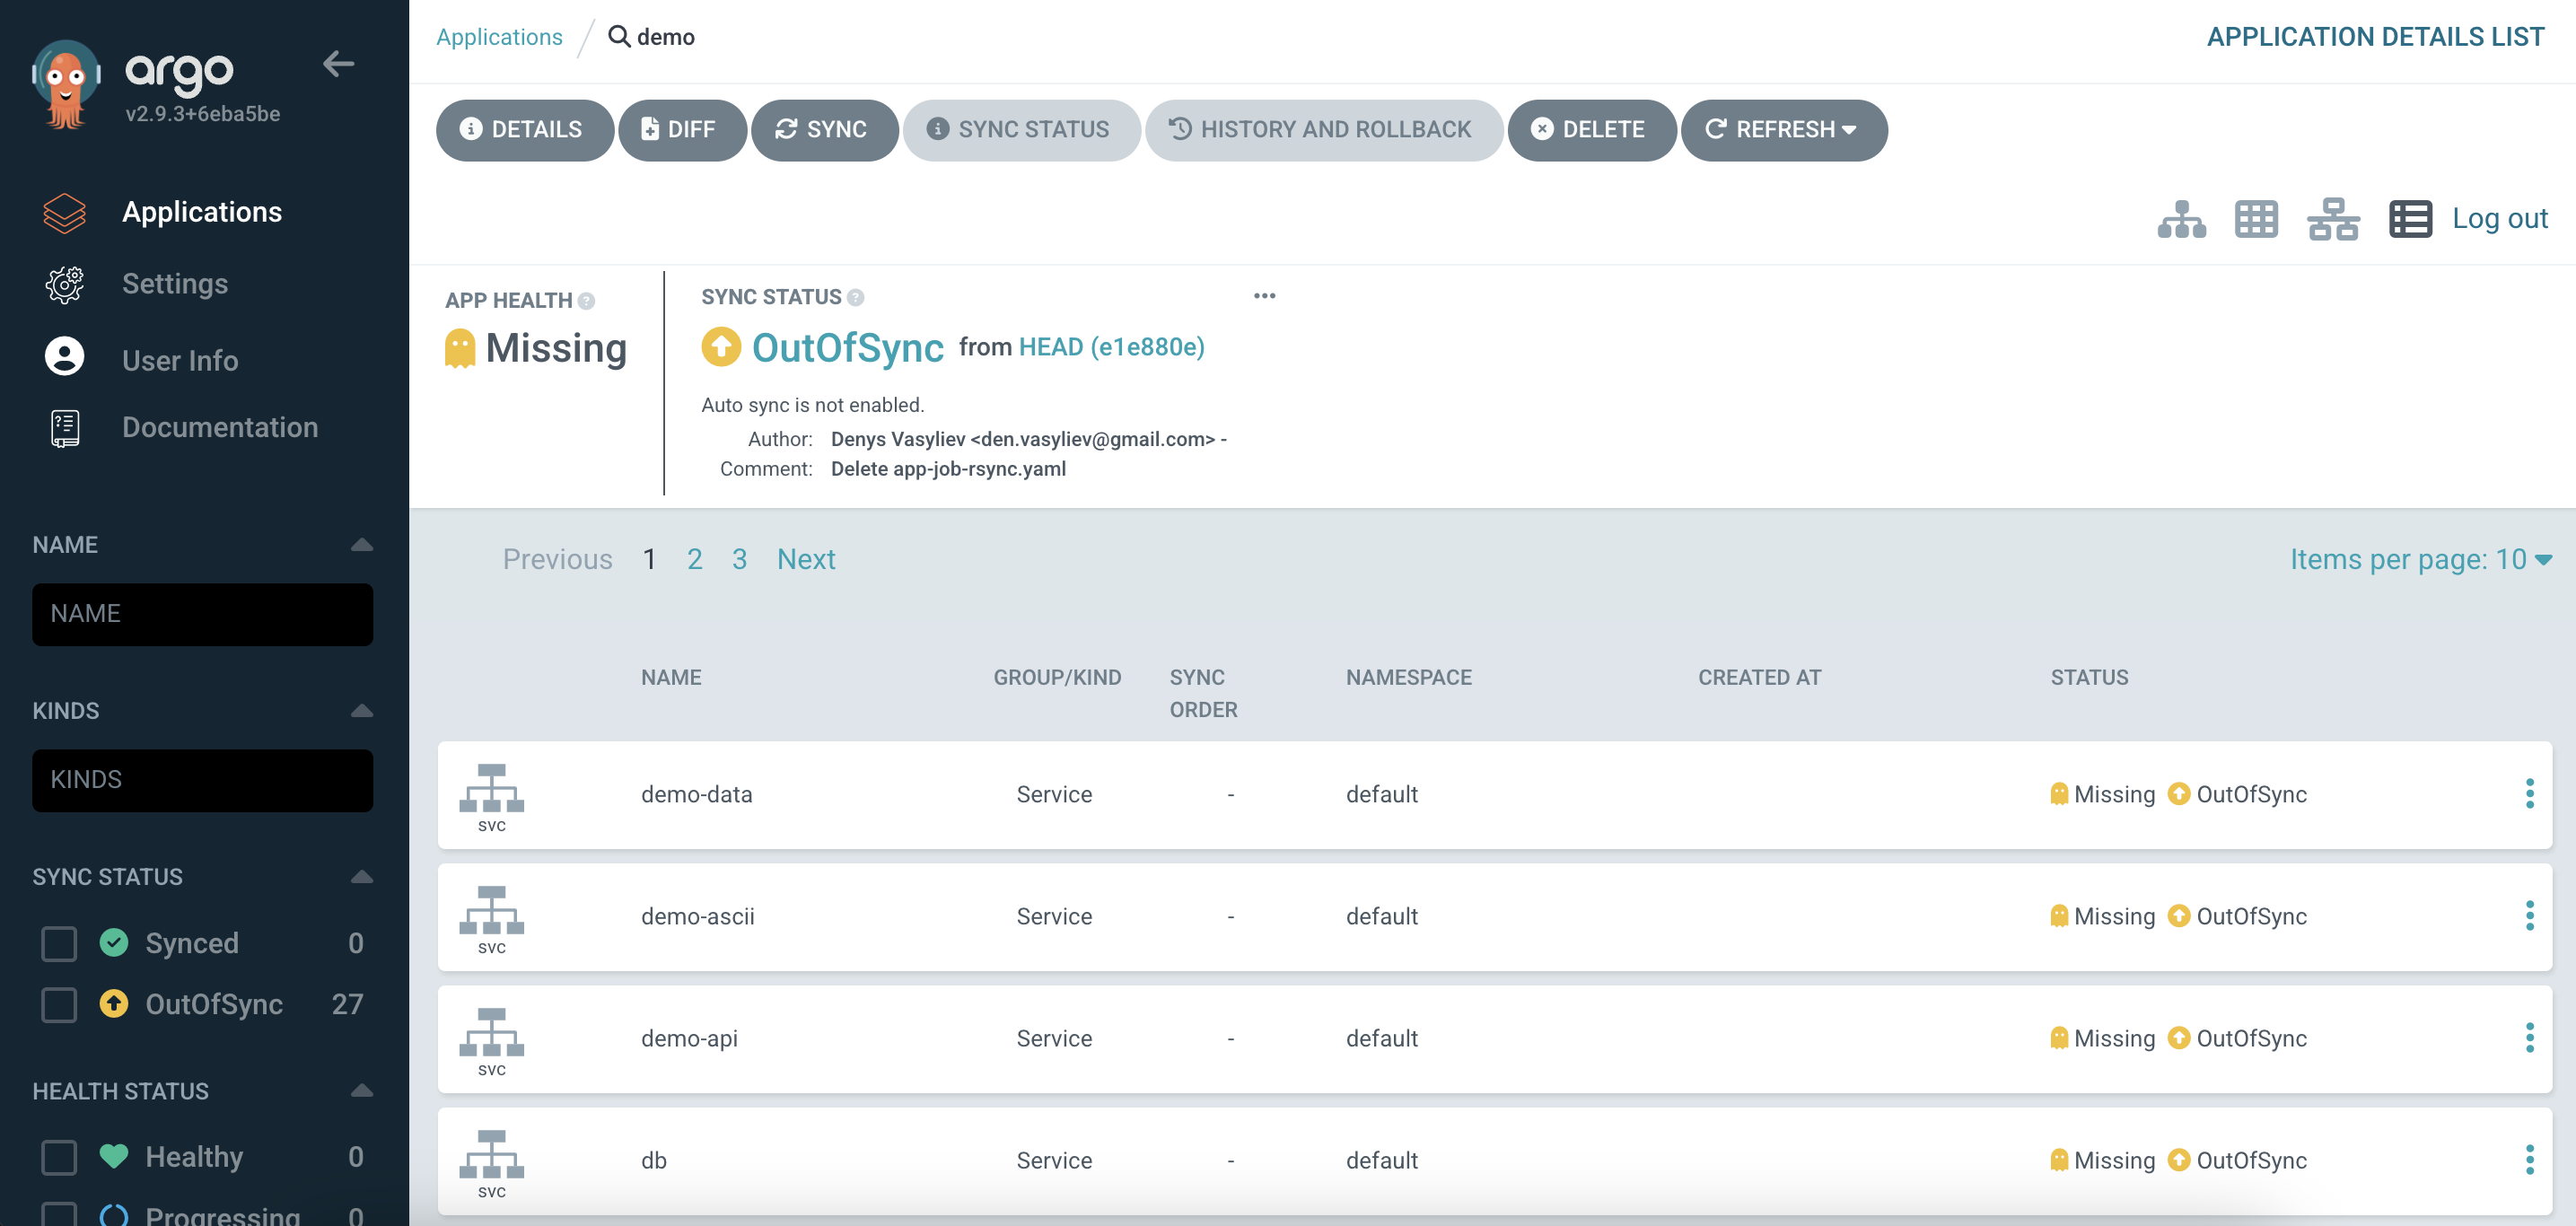 argo
v2.9.3+6eba5be
Applications
Settings
User Info
Documentation
NAME
NAME
KINDS
KINDS
SYNC STATUS
Synced 0
OutOfSync 27
HEALTH STATUS
Healthy 0
Progressing 0
Applications / demo
APPLICATION DETAILS LIST
DETAILS DIFF SYNC SYNC STATUS HISTORY AND ROLLBACK DELETE REFRESH
Log out
APP HEALTH ?
Missing
SYNC STATUS ?
OutOfSync from HEAD (e1e880e)
Auto sync is not enabled.
Author: Denys Vasyliev <den.vasyliev@gmail.com> -
Comment: Delete app-job-rsync.yaml
Previous 1 2 3 Next
Items per page: 10
NAME GROUP/KIND SYNC ORDER NAMESPACE CREATED AT STATUS
svc demo-data Service - default Missing OutOfSync
svc demo-ascii Service - default Missing OutOfSync
svc demo-api Service - default Missing OutOfSync
svc db Service - default Missing OutOfSync